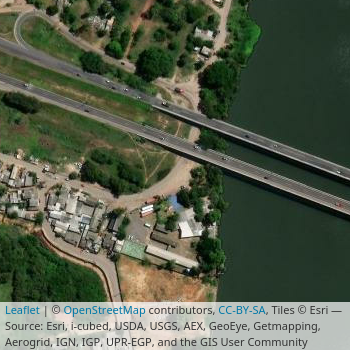 Leaflet | © OpenStreetMap contributors, CC-BY-SA, Tiles © Esri —
Source: Esri, i-cubed, USDA, USGS, AEX, GeoEye, Getmapping,
Aerogrid, IGN, IGP, UPR-EGP, and the GIS User Community